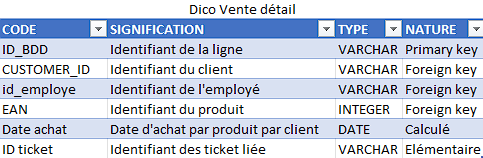 Dico Vente détail
CODE SIGNIFICATION TYPE NATURE
ID_BDD Identifiant de la ligne VARCHAR Primary key
CUSTOMER_ID Identifiant du client VARCHAR Foreign key
id_employe Identifiant de l'employé VARCHAR Foreign key
EAN Identifiant du produit INTEGER Foreign key
Date achat Date d'achat par produit par client DATE Calculé
ID ticket Identifiant des ticket liée VARCHAR Elémentaire